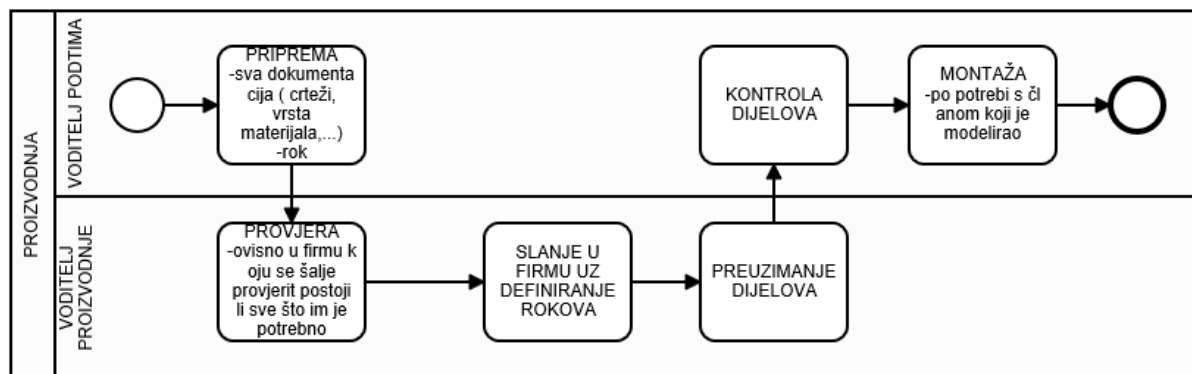 PROIZVODNJA
VODITELJ PODTIMA
PRIPREMA
-sva dokumenta
cija ( crteži,
vrsta
materijala,...)
-rok
KONTROLA
DIJELOVA
MONTAŽA
-po potrebi s čl
anom koji je
modelirao
VODITELJ
PROIZVODNJE
PROVJERA
-ovisno u firmu k
oju se šalje
provjerit postoji
li sve što im je
potrebno
SLANJE U
FIRMU UZ
DEFINIRANJE
ROKOVA
PREUZIMANJE
DIJELOVA